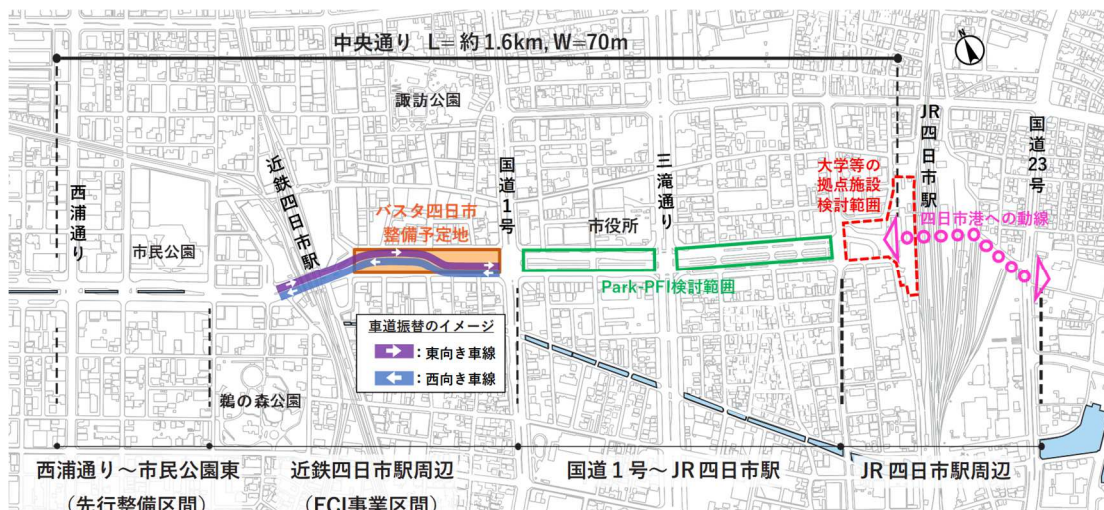 中央通り L= 約1.6km, W=70m
N
諏訪公園
西浦通り
市民公園
近鉄四日市駅
バスタ四日市
整備予定地
国道1号
市役所
三滝通り
大学等の
拠点施設
検討範囲
JR四日市駅
国道23号
四日市港への動線
Park-PFI検討範囲
車道振替のイメージ
：東向き車線
：西向き車線
鵜の森公園
西浦通り～市民公園東
（先行整備区間）
近鉄四日市駅周辺
（ECI事業区間）
国道1号～JR四日市駅
JR四日市駅周辺